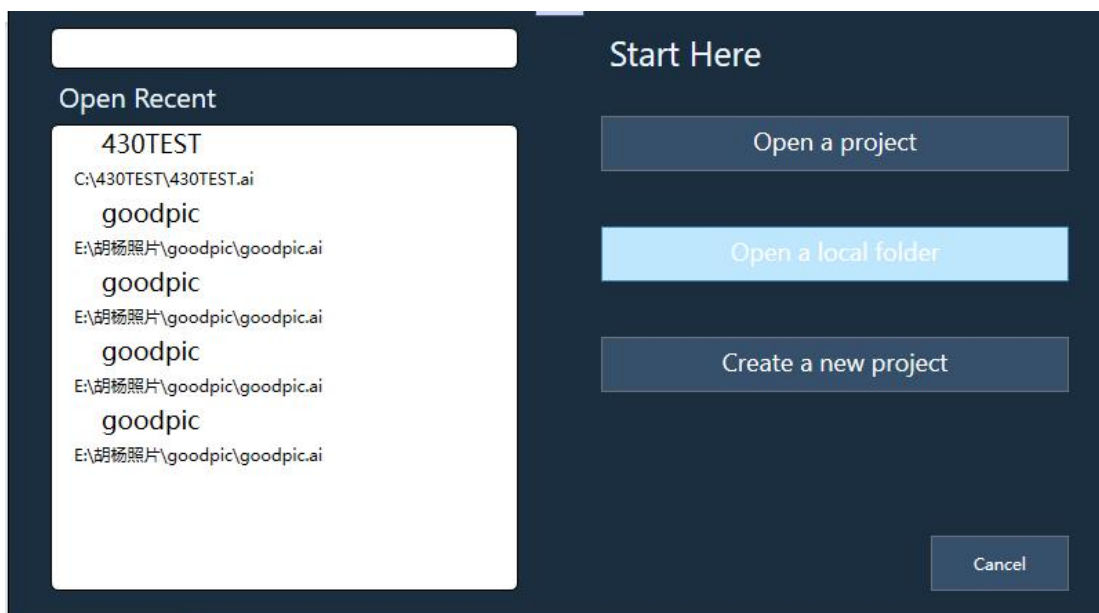 Open Recent
430TEST
C:\430TEST\430TEST.ai
goodpic
E:\胡杨照片\goodpic\goodpic.ai
goodpic
E:\胡杨照片\goodpic\goodpic.ai
goodpic
E:\胡杨照片\goodpic\goodpic.ai
goodpic
E:\胡杨照片\goodpic\goodpic.ai
Start Here
Open a project
Open a local folder
Create a new project
Cancel